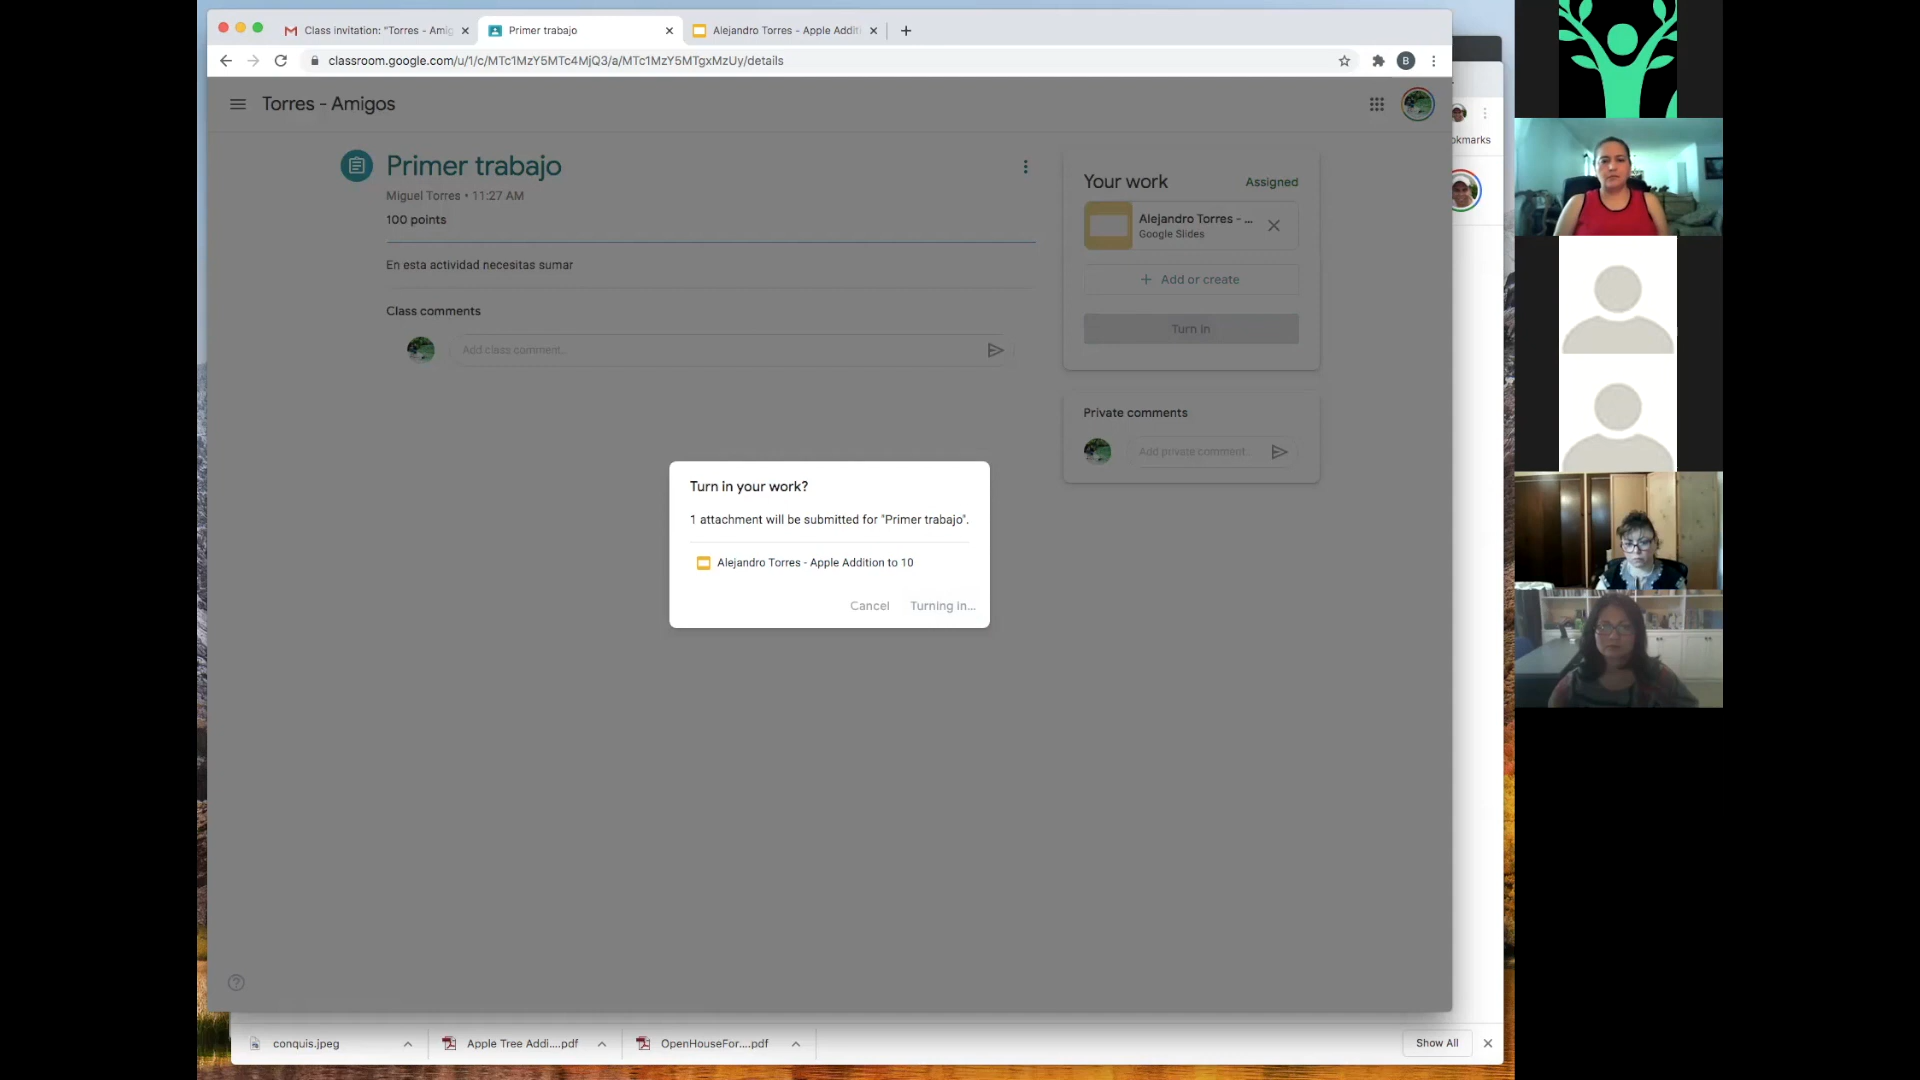 Class invitation: "Torres - Amig
Primer trabajo
Alejandro Torres - Apple Additi
classroom.google.com/u/1/c/MTc1MzY5MTc4MjQ3/a/MTc1MzY5MTgxMzUy/details
B
Torres - Amigos
okmarks
Primer trabajo
Miguel Torres • 11:27 AM
100 points
En esta actividad necesitas sumar
Class comments
Add class comment...
Your work
Assigned
Alejandro Torres - ...
Google Slides
Add or create
Turn in
Private comments
Add private comment...
Turn in your work?
1 attachment will be submitted for "Primer trabajo".
Alejandro Torres - Apple Addition to 10
Cancel
Turning in...
conquis.jpeg
Apple Tree Addi....pdf
OpenHouseFor....pdf
Show All